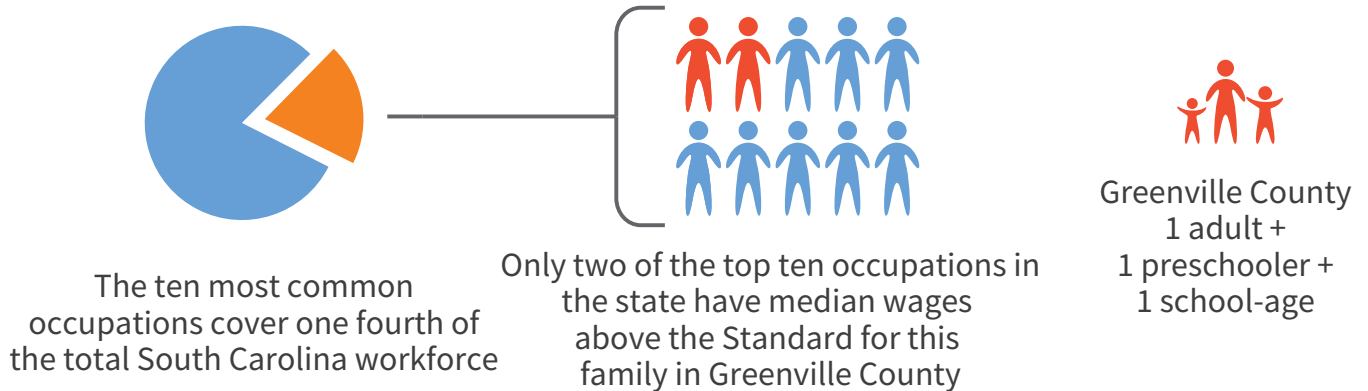 The ten most common
occupations cover one fourth of
the total South Carolina workforce
Only two of the top ten occupations in
the state have median wages
above the Standard for this
family in Greenville County
Greenville County
1 adult +
1 preschooler +
1 school-age